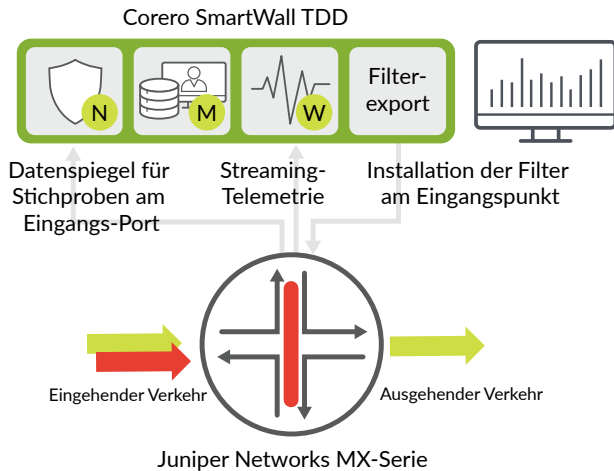 Corero SmartWall TDD
N
M
W
Filter-
export
Datenspiegel für
Stichproben am
Eingangs-Port
Streaming-
Telemetrie
Installation der Filter
am Eingangspunkt
Eingehender Verkehr
Ausgehender Verkehr
Juniper Networks MX-Serie